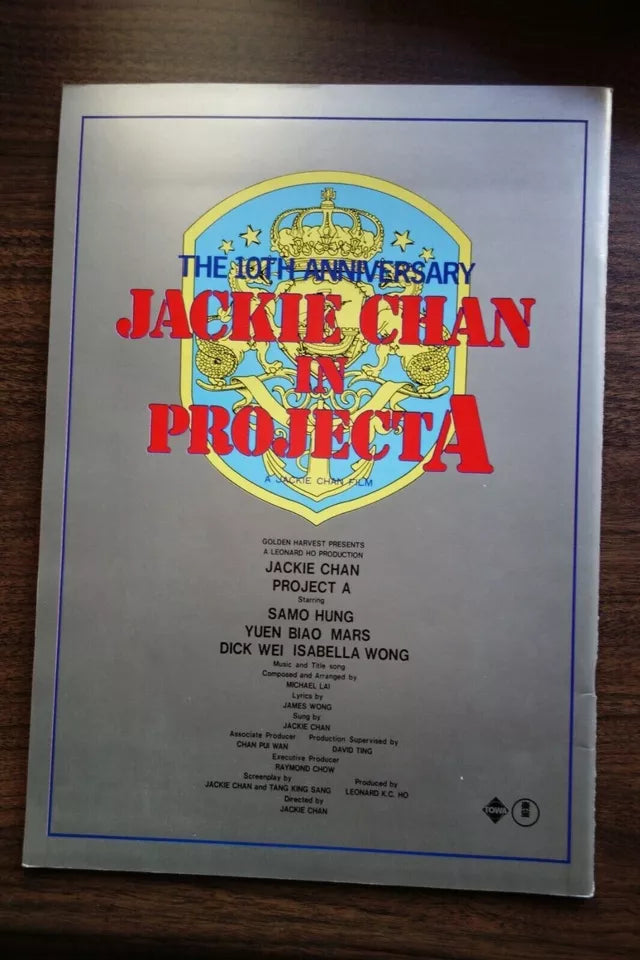 THE 10TH ANNIVERSARY
JACKIE CHAN
IN
PROJECT A
A JACKIE CHAN FILM
GOLDEN HARVEST PRESENTS
A LEONARD HO PRODUCTION
JACKIE CHAN
PROJECT A
Starring
SAMO HUNG
YUEN BIAO MARS
DICK WEI ISABELLA WONG
Music and Title song
Composed and Arranged by
MICHAEL LAI
Lyrics by
JAMES WONG
Sung by
JACKIE CHAN
Associate Producer Production Supervised by
CHAN PUI WAN DAVID TING
Executive Producer
RAYMOND CHOW
Screenplay by Produced by
JACKIE CHAN and TANG KING SANG LEONARD K.C. HO
Directed by
JACKIE CHAN
TOWA 東宝